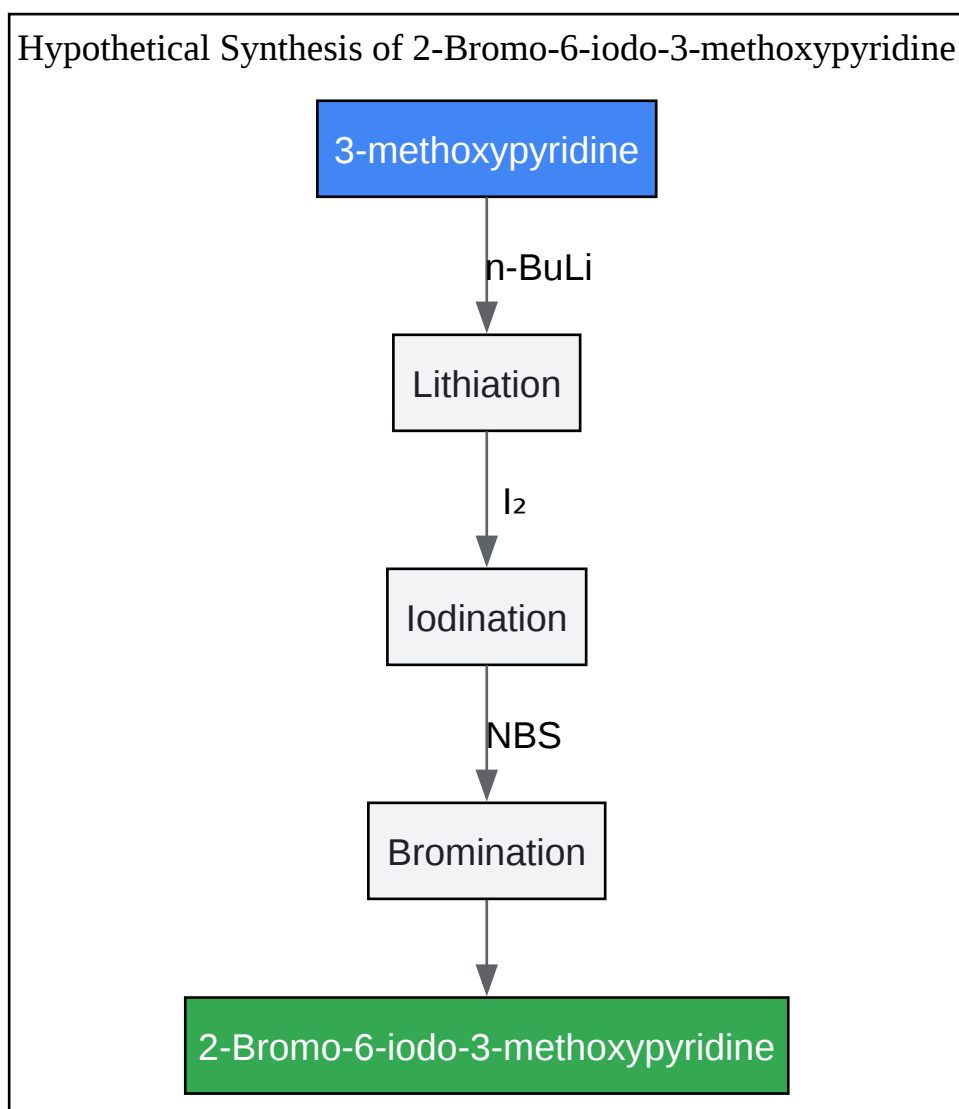 Hypothetical Synthesis of 2-Bromo-6-iodo-3-methoxypyridine
3-methoxypyridine
n-BuLi
Lithiation
I₂
Iodination
NBS
Bromination
2-Bromo-6-iodo-3-methoxypyridine